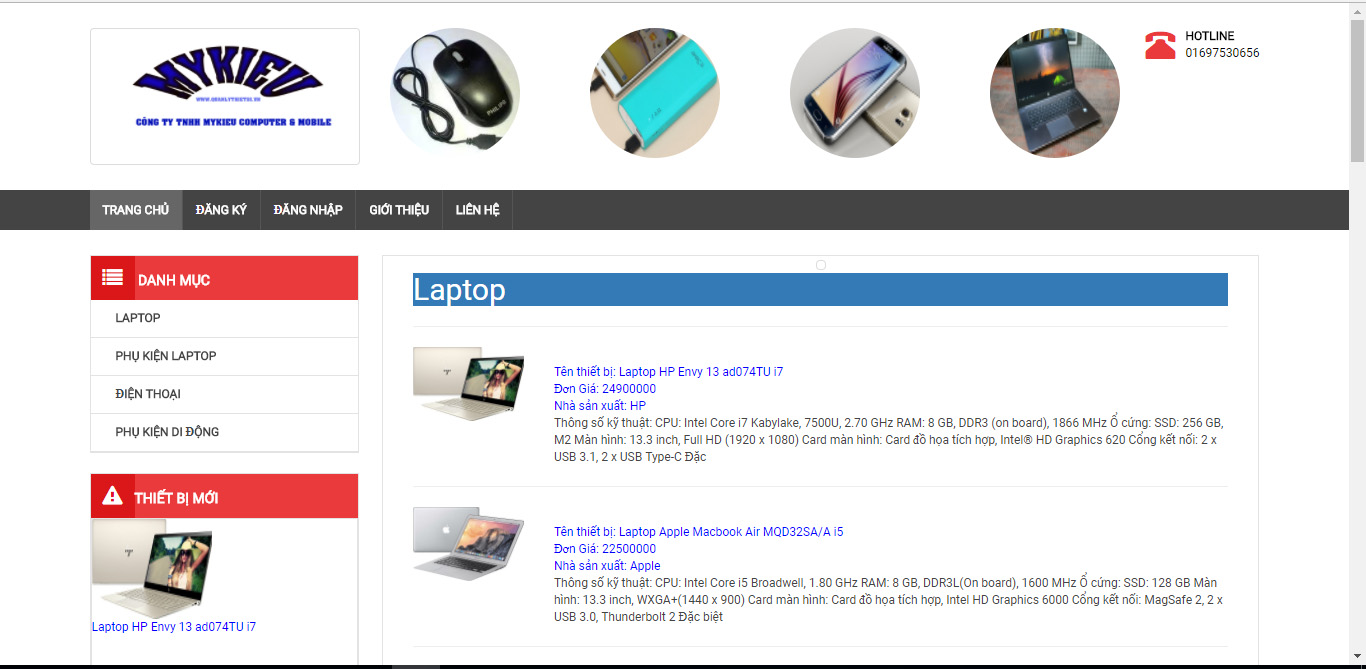 MYKIEU
WWW.QUANLYTHIETBI.VN
CÔNG TY TNHH MYKIEU COMPUTER & MOBILE
PHILIPS
HOTLINE
01697530656
TRANG CHỦ
ĐĂNG KÝ
ĐĂNG NHẬP
GIỚI THIỆU
LIÊN HỆ
DANH MỤC
LAPTOP
PHỤ KIỆN LAPTOP
ĐIỆN THOẠI
PHỤ KIỆN DI ĐỘNG
THIẾT BỊ MỚI
Laptop HP Envy 13 ad074TU i7
Laptop
Tên thiết bị: Laptop HP Envy 13 ad074TU i7
Đơn Giá: 24900000
Nhà sản xuất: HP
Thông số kỹ thuật: CPU: Intel Core i7 Kabylake, 7500U, 2.70 GHz RAM: 8 GB, DDR3 (on board), 1866 MHz Ổ cứng: SSD: 256 GB,
M2 Màn hình: 13.3 inch, Full HD (1920 x 1080) Card màn hình: Card đồ họa tích hợp, Intel® HD Graphics 620 Cổng kết nối: 2 x
USB 3.1, 2 x USB Type-C Đặc
Tên thiết bị: Laptop Apple Macbook Air MQD32SA/A i5
Đơn Giá: 22500000
Nhà sản xuất: Apple
Thông số kỹ thuật: CPU: Intel Core i5 Broadwell, 1.80 GHz RAM: 8 GB, DDR3L(On board), 1600 MHz Ổ cứng: SSD: 128 GB Màn
hình: 13.3 inch, WXGA+(1440 x 900) Card màn hình: Card đồ họa tích hợp, Intel HD Graphics 6000 Cổng kết nối: MagSafe 2, 2 x
USB 3.0, Thunderbolt 2 Đặc biệt